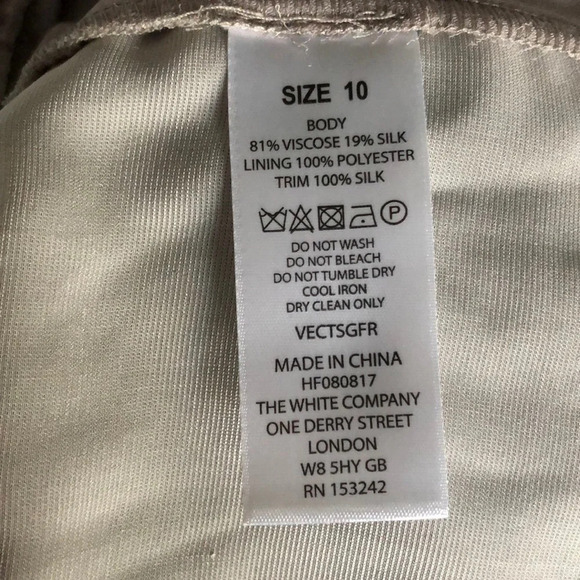 SIZE 10
BODY
81% VISCOSE 19% SILK
LINING 100% POLYESTER
TRIM 100% SILK
P
DO NOT WASH
DO NOT BLEACH
DO NOT TUMBLE DRY
COOL IRON
DRY CLEAN ONLY
VECTSGFR
MADE IN CHINA
HF080817
THE WHITE COMPANY
ONE DERRY STREET
LONDON
W8 5HY GB
RN 153242